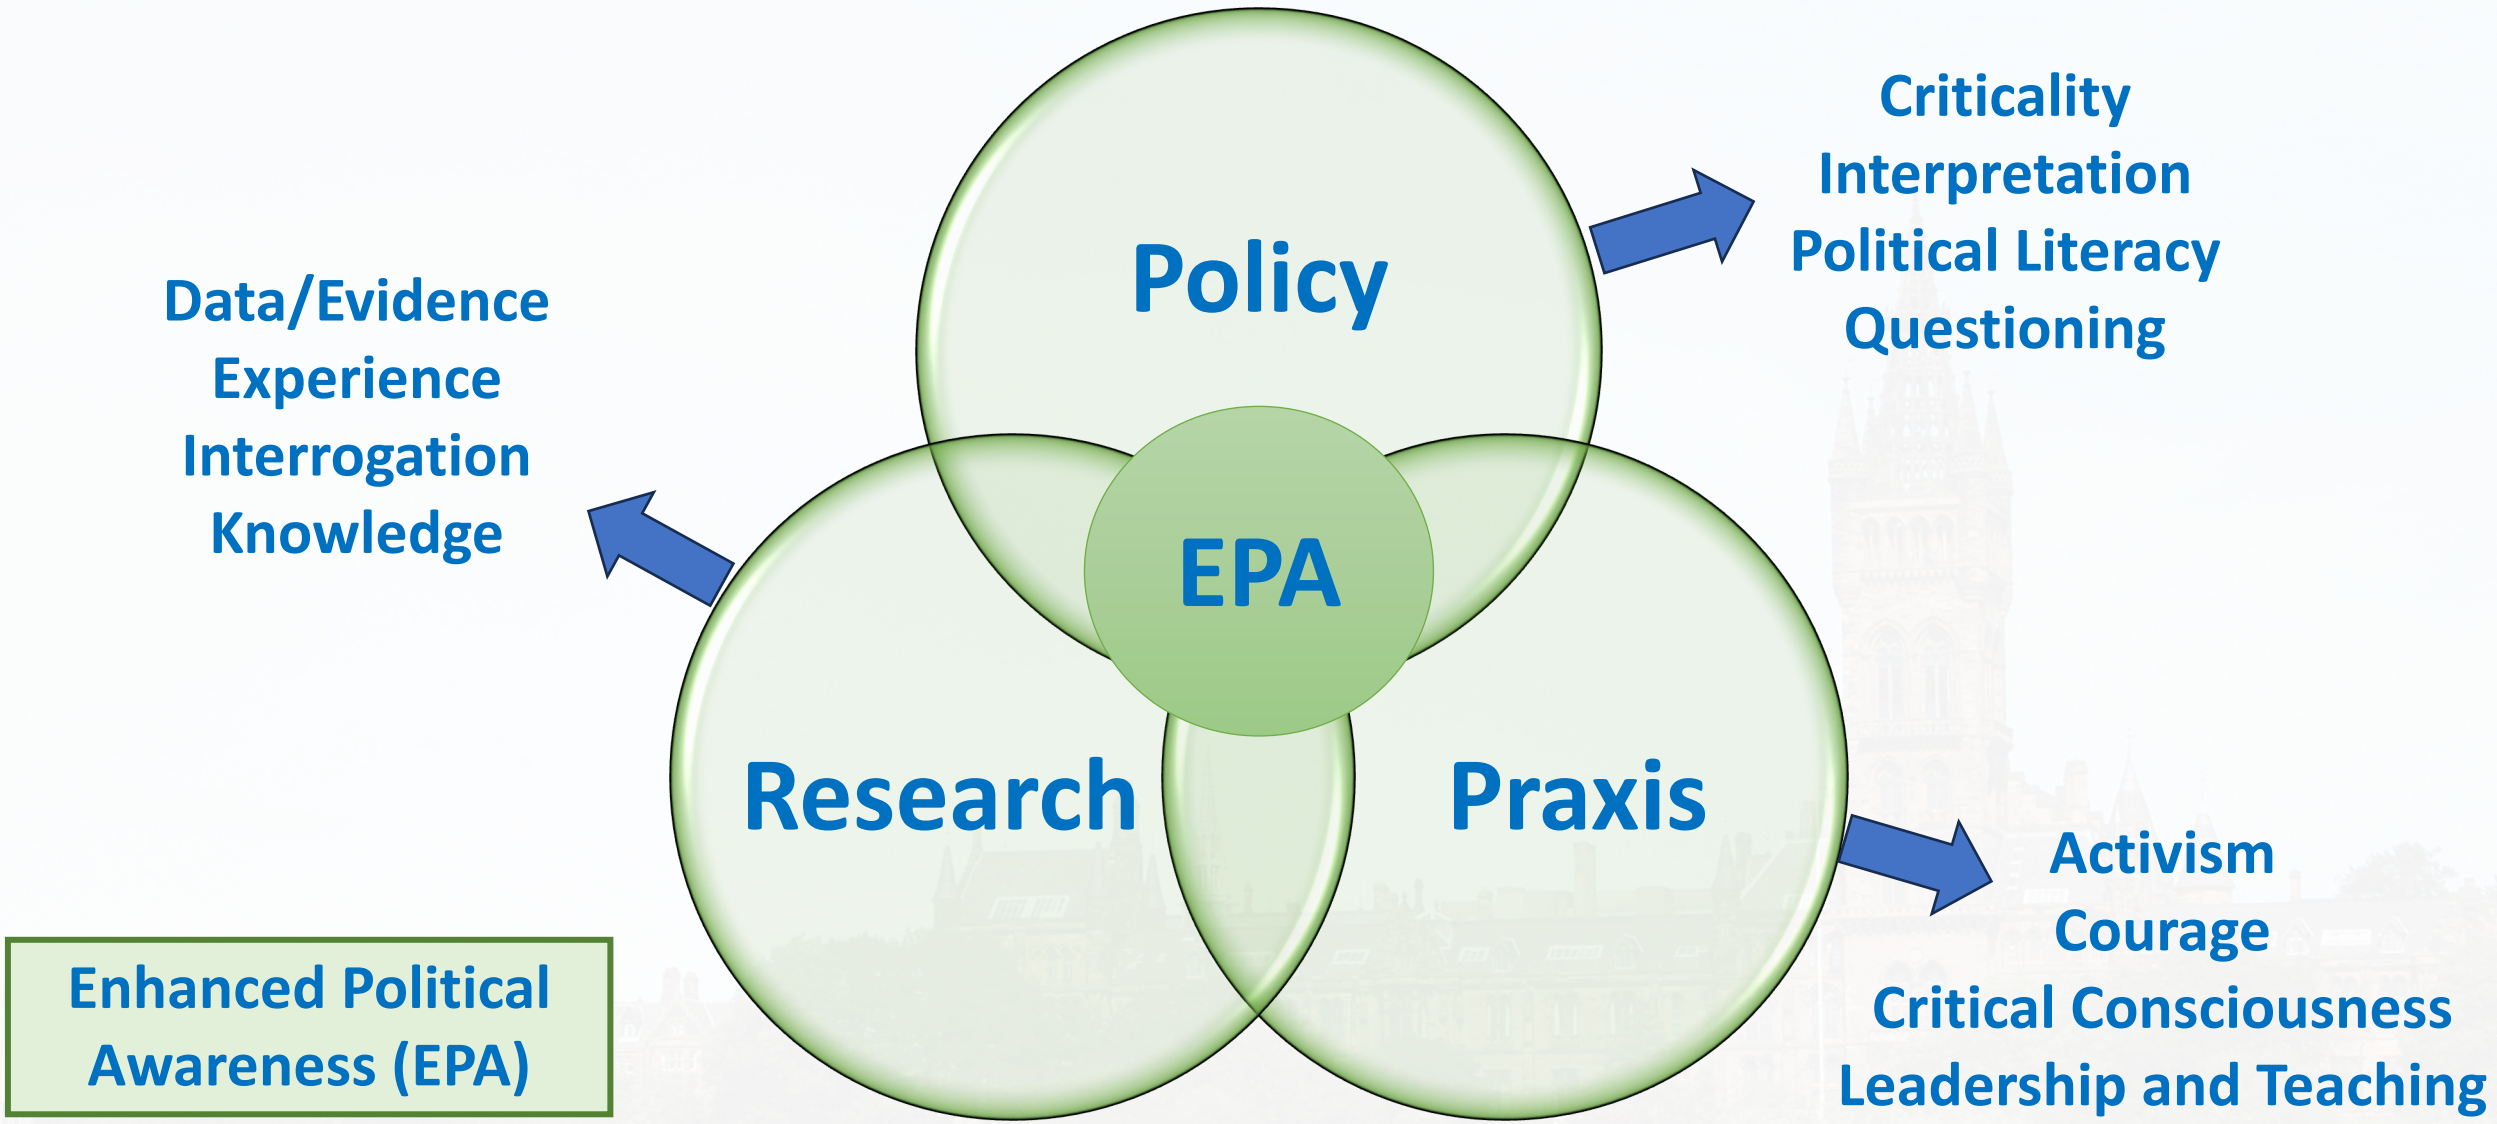 Policy
Criticality
Interpretation
Political Literacy
Questioning
Data/Evidence
Experience
Interrogation
Knowledge
EPA
Research
Praxis
Activism
Courage
Critical Consciousness
Leadership and Teaching
Enhanced Political
Awareness (EPA)